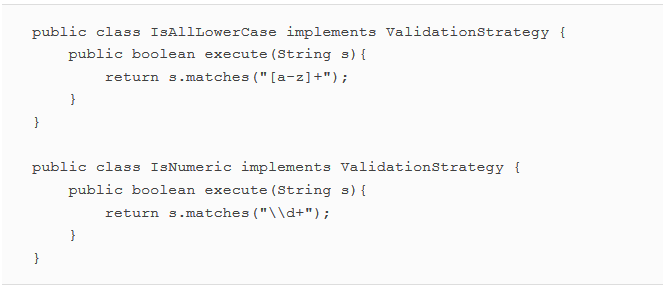 public class IsAllLowerCase implements ValidationStrategy {
    public boolean execute(String s){
        return s.matches("[a-z]+");
    }
}

public class IsNumeric implements ValidationStrategy {
    public boolean execute(String s){
        return s.matches("\\d+");
    }
}